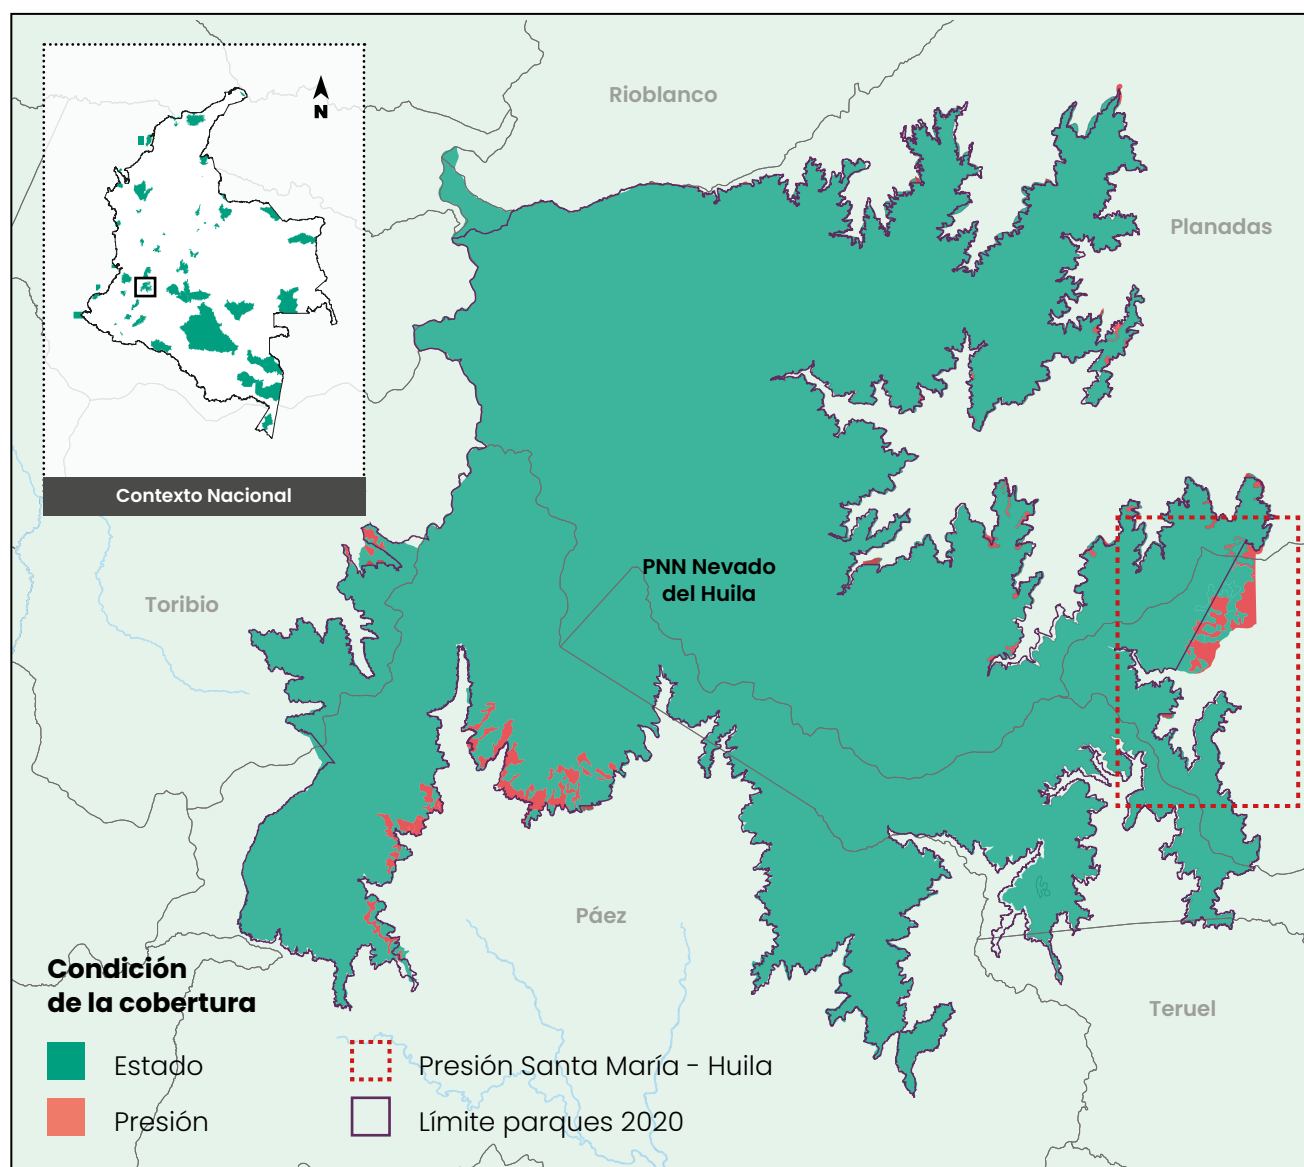 N
Contexto Nacional
Rioblanco
Planadas
PNN Nevado
del Huila
Toribio
Páez
Teruel
Condición
de la cobertura
Estado
Presión
Presión Santa María - Huila
Límite parques 2020